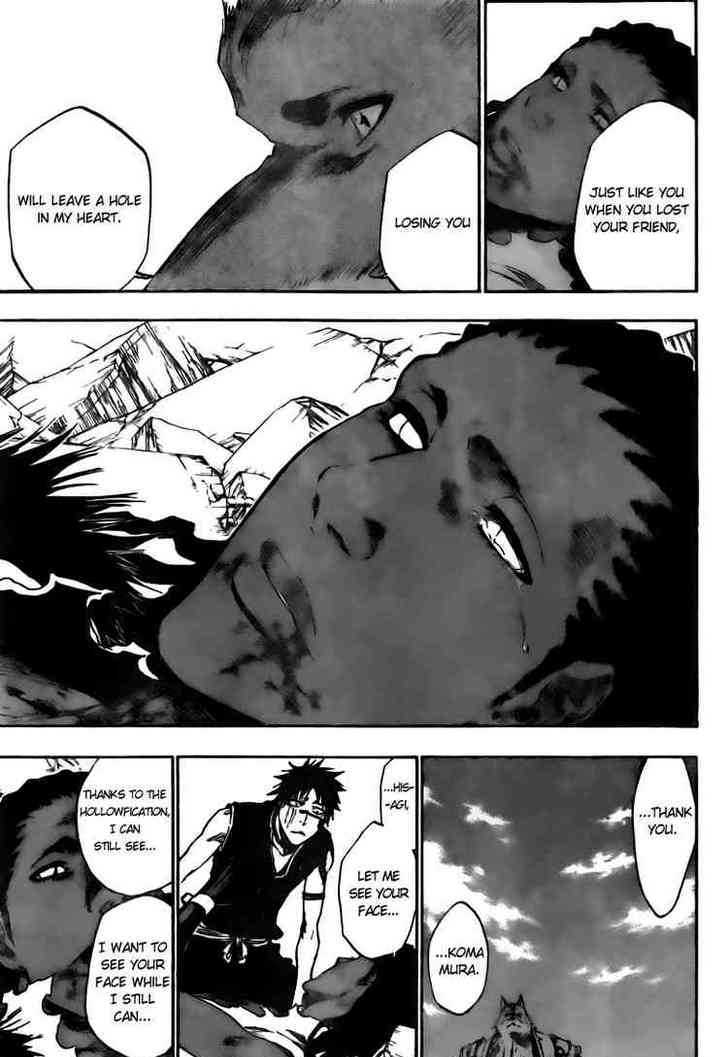 JUST LIKE YOU
WHEN YOU LOST
YOUR FRIEND,
LOSING YOU
WILL LEAVE A HOLE
IN MY HEART.
...THANK
YOU.
...KOMA
MURA.
...HIS-
-AGI,
LET ME
SEE YOUR
FACE...
THANKS TO THE
HOLLOWFICATION,
I CAN
STILL SEE...
I WANT TO
SEE YOUR
FACE WHILE
I STILL
CAN...